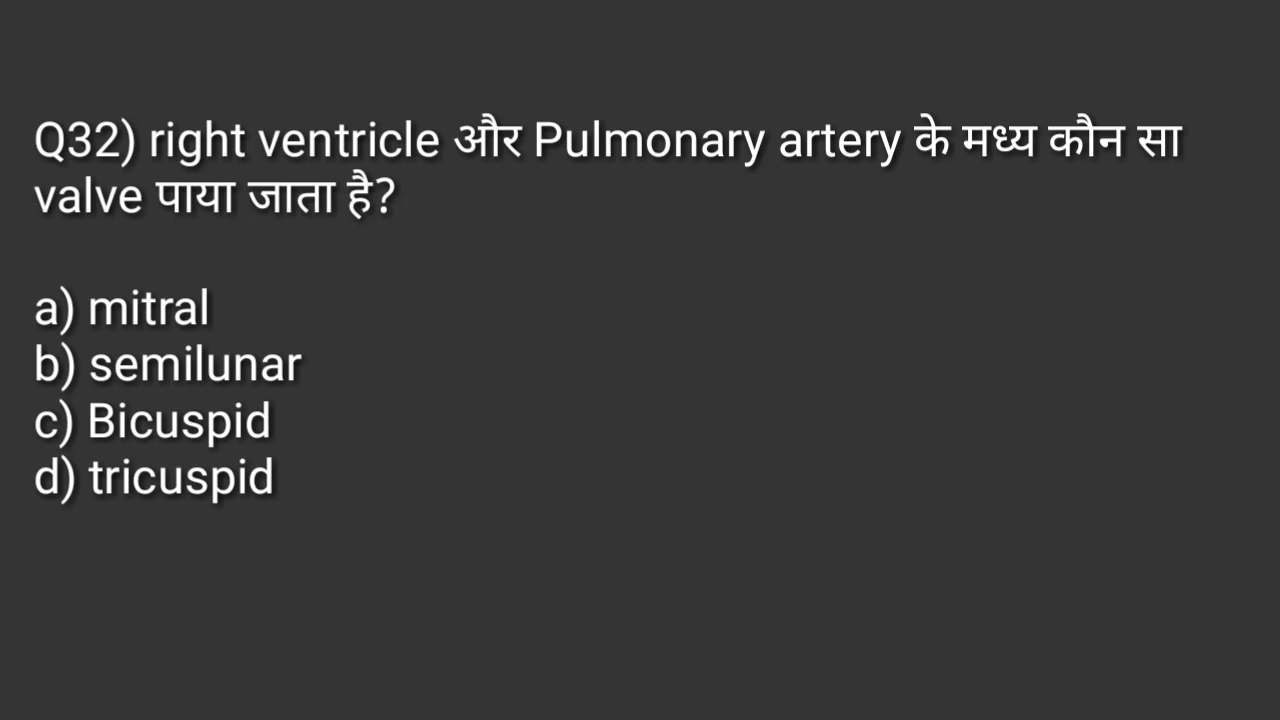 Q32) right ventricle और Pulmonary artery के मध्य कौन सा
valve पाया जाता है?
a) mitral
b) semilunar
c) Bicuspid
d) tricuspid